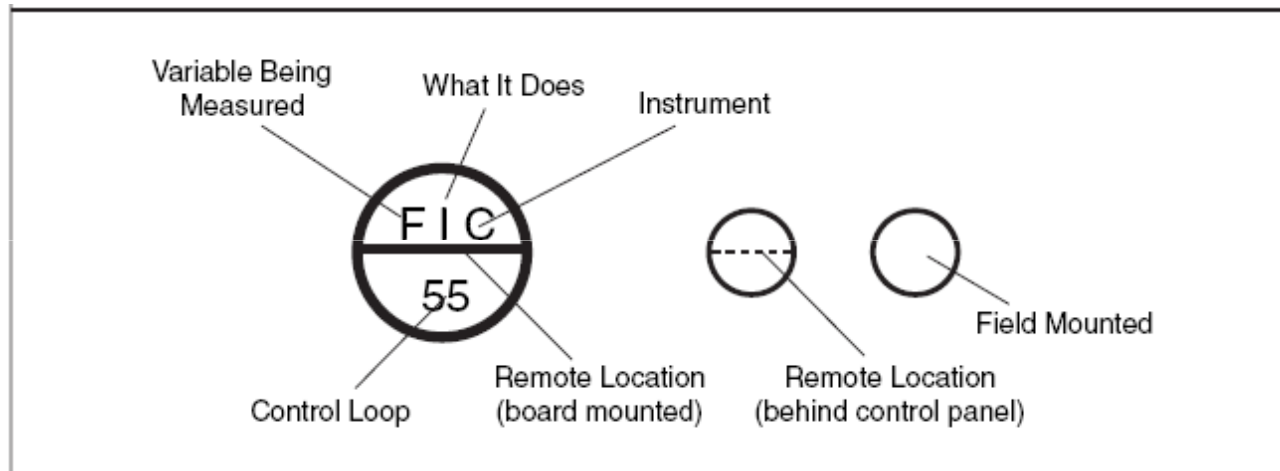 Variable Being
Measured
What It Does
Instrument
F I C
55
Control Loop
Remote Location
(board mounted)
Remote Location
(behind control panel)
Field Mounted